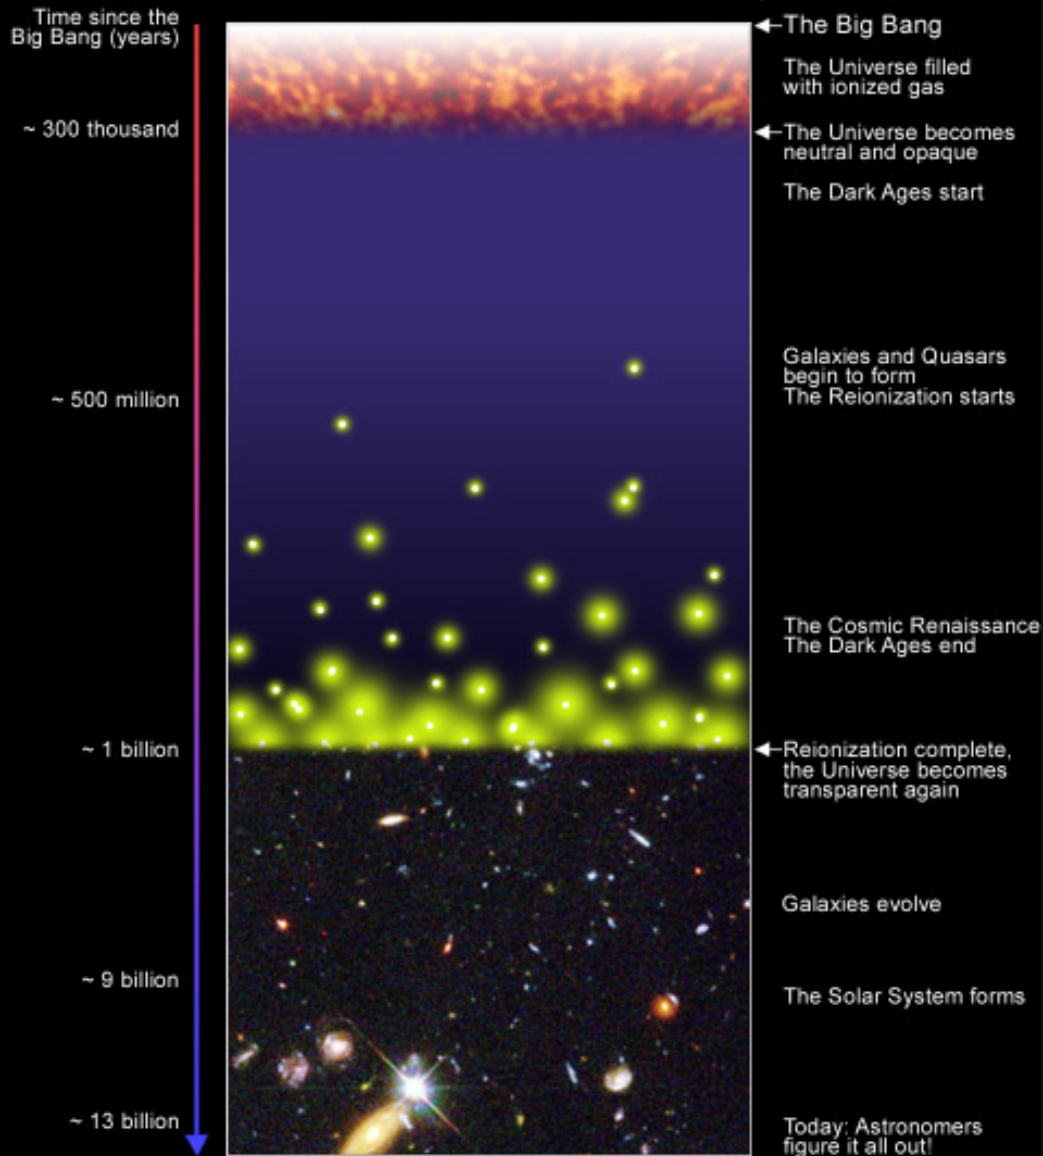 Time since the
Big Bang (years)
The Big Bang
The Universe filled
with ionized gas
~ 300 thousand
The Universe becomes
neutral and opaque
The Dark Ages start
Galaxies and Quasars
begin to form
The Reionization starts
~ 500 million
The Cosmic Renaissance
The Dark Ages end
~ 1 billion
Reionization complete,
the Universe becomes
transparent again
Galaxies evolve
~ 9 billion
The Solar System forms
~ 13 billion
Today: Astronomers
figure it all out!